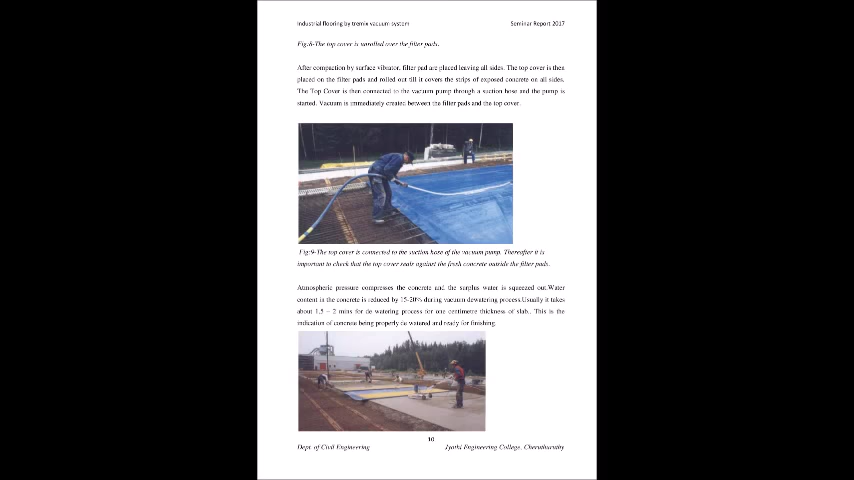 Industrial flooring by tremix vacuum system Seminar Report 2017
Fig:8-The top cover is unrolled over the filter pads.
After compaction by surface vibrator, filter pad are placed leaving all sides. The top cover is then
placed on the filter pads and rolled out till it covers the strips of exposed concrete on all sides.
The Top Cover is then connected to the vacuum pump through a suction hose and the pump is
started. Vacuum is immediately created between the filter pads and the top cover.
Fig:9-The top cover is connected to the suction hose of the vacuum pump. Thereafter it is
important to check that the top cover seals against the fresh concrete outside the filter pads.
Atmospheric pressure compresses the concrete and the surplus water is squeezed out.Water
content in the concrete is reduced by 15-20% during vacuum dewatering process.Usually it takes
about 1.5 – 2 mins for de watering process for one centimetre thickness of slab.. This is the
indication of concrete being properly de watered and ready for finishing.
10
Dept. of Civil Engineering Jyothi Engineering College, Cheruthuruthy